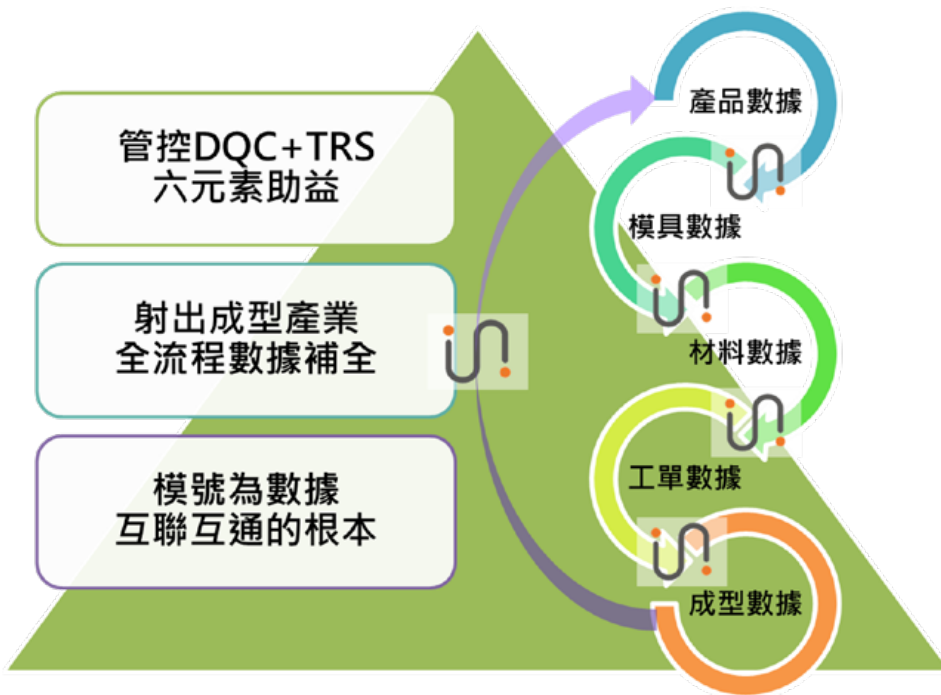 管控DQC+TRS
六元素助益
射出成型產業
全流程數據補全
模號為數據
互聯互通的根本
產品數據
模具數據
材料數據
工單數據
成型數據